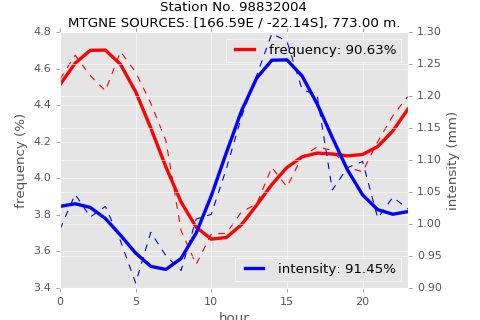 Station No. 98832004
MTGNE SOURCES: [166.59E / -22.14S], 773.00 m.
frequency: 90.63%
intensity: 91.45%
frequency (%)
4.8
4.6
4.4
4.2
4.0
3.8
3.6
3.4
intensity (mm)
1.30
1.25
1.20
1.15
1.10
1.05
1.00
0.95
0.90
0 5 10 15 20
hour